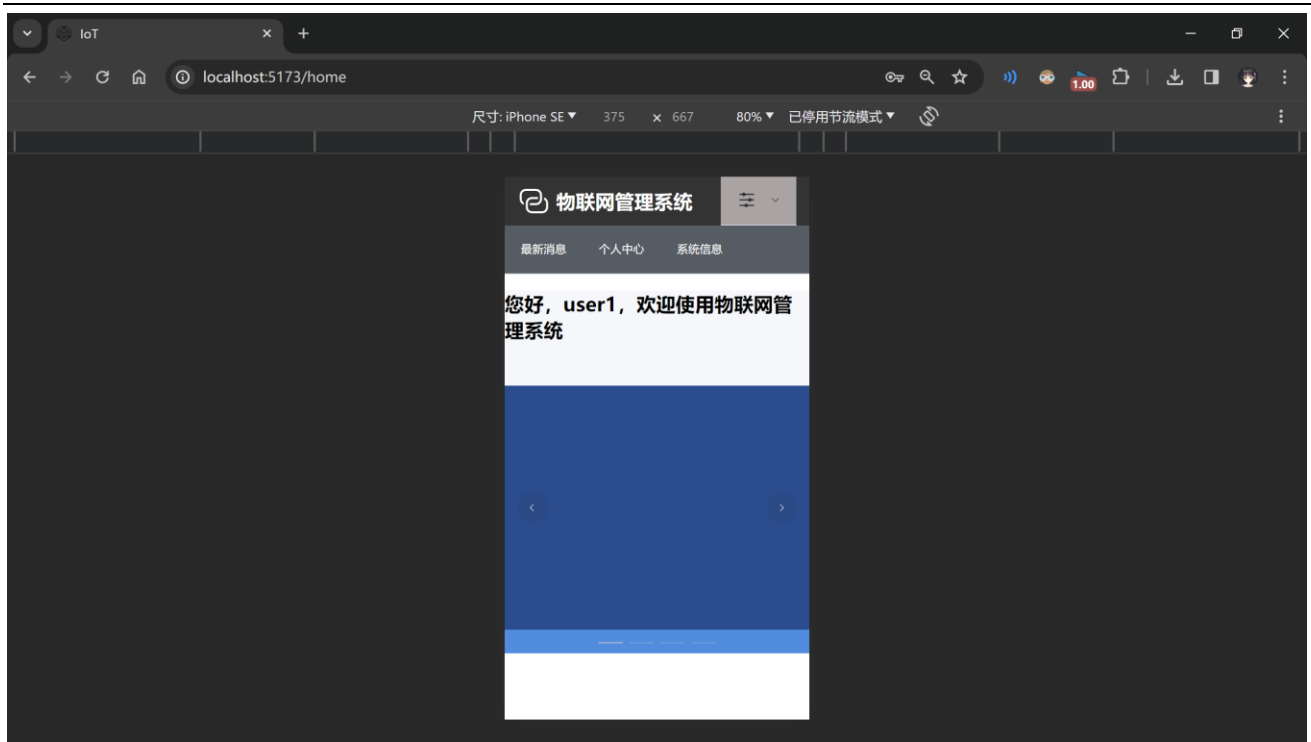 IoT
localhost:5173/home
1.00
尺寸: iPhone SE 375 × 667 80% 已停用节流模式
物联网管理系统
最新消息 个人中心 系统信息
您好，user1，欢迎使用物联网管
理系统